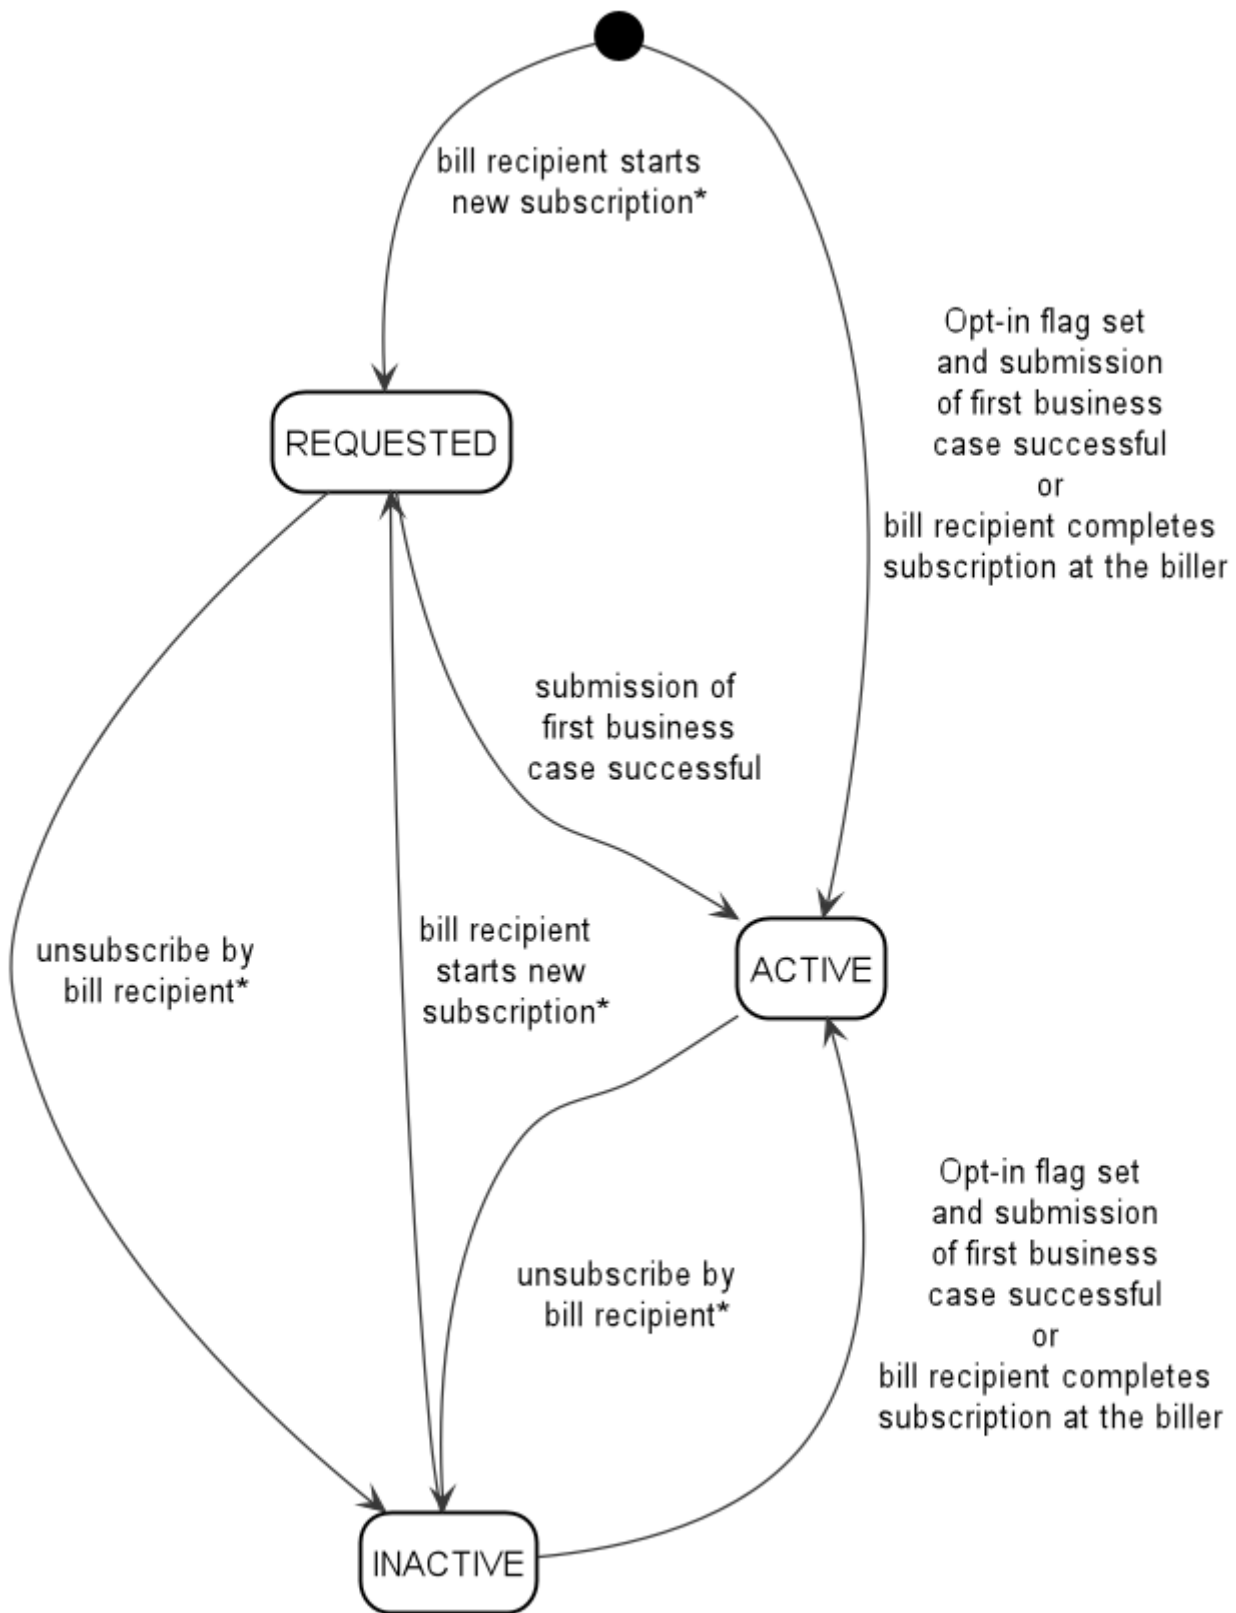 bill recipient starts
new subscription*
Opt-in flag set
and submission
of first business
case successful
or
bill recipient completes
subscription at the biller
REQUESTED
submission of
first business
case successful
unsubscribe by
bill recipient*
bill recipient
starts new
subscription*
ACTIVE
unsubscribe by
bill recipient*
Opt-in flag set
and submission
of first business
case successful
or
bill recipient completes
subscription at the biller
INACTIVE